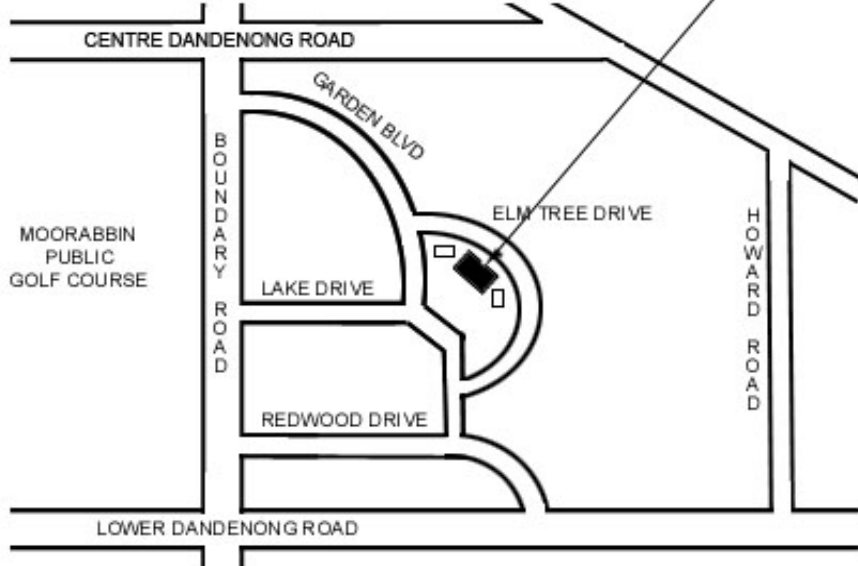 CENTRE DANDENONG ROAD
GARDEN BLVD
BOUNDARY ROAD
ELM TREE DRIVE
HOWARD ROAD
MOORABBIN
PUBLIC
GOLF COURSE
LAKE DRIVE
REDWOOD DRIVE
LOWER DANDENONG ROAD